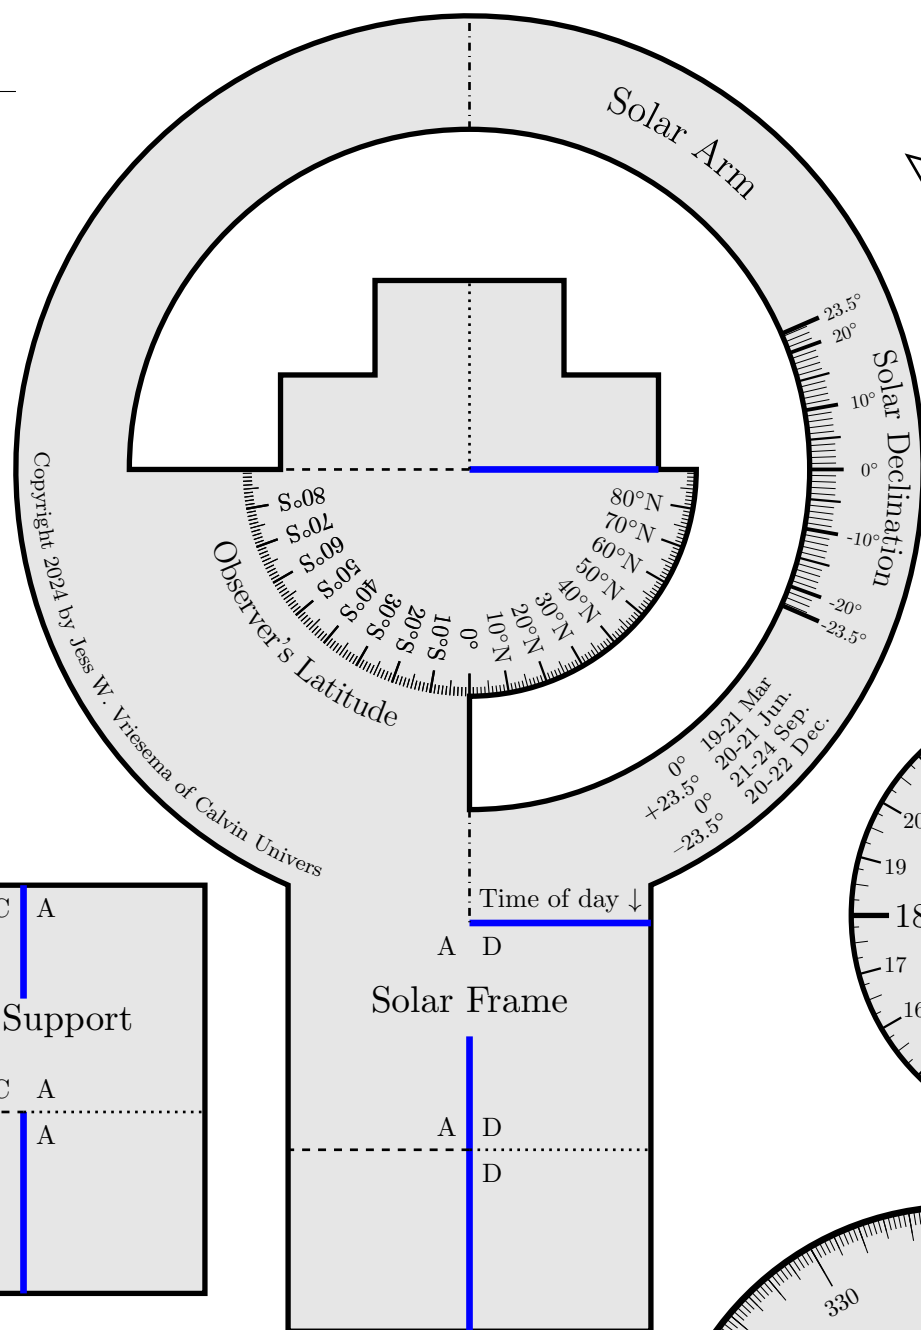 Solar Arm
23.5°
20°
10°
0°
-10°
-20°
-23.5°
Solar Declination
80°S
70°S
60°S
50°S
40°S
30°S
20°S
10°S
0°
10°N
20°N
30°N
40°N
50°N
60°N
70°N
80°N
Observer's Latitude
Copyright 2024 by Jess W. Vriesema of Calvin Univers
0° 19-21 Mar
+23.5° 20-21 Jun.
0° 21-24 Sep.
−23.5° 20-22 Dec.
Time of day ↓
A D
Solar Frame
A D
D
C A
Support
C A
A
20
19
18
17
16
330